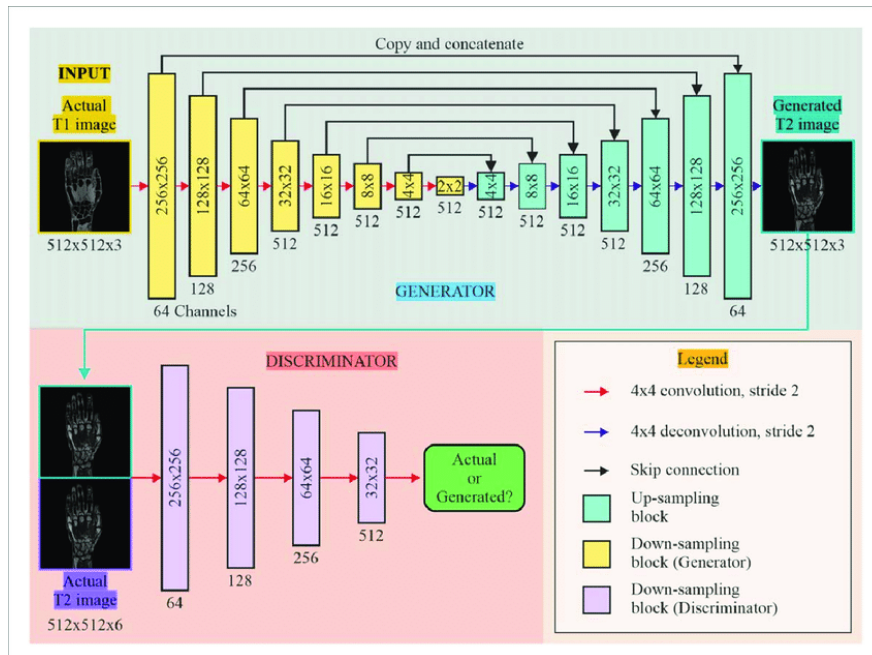 Copy and concatenate
INPUT
Actual
T1 image
512x512x3
256x256
64 Channels
128x128
128
64x64
256
32x32
512
16x16
512
8x8
512
4x4
512
2x2
512
4x4
512
8x8
512
16x16
512
32x32
512
64x64
256
128x128
128
256x256
64
Generated
T2 image
512x512x3
GENERATOR
DISCRIMINATOR
Actual
T2 image
512x512x6
256x256
64
128x128
128
64x64
256
32x32
512
Actual
or
Generated?
Legend
4x4 convolution, stride 2
4x4 deconvolution, stride 2
Skip connection
Up-sampling
block
Down-sampling
block (Generator)
Down-sampling
block (Discriminator)